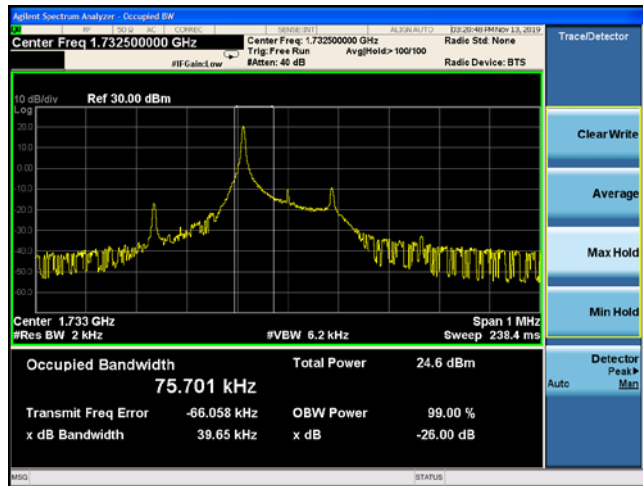 Agilent Spectrum Analyzer - Occupied BW
RF 50 Ω AC CORREC SENSE:INT ALIGN AUTO 03:20:48 PM Nov 13, 2019
Center Freq 1.732500000 GHz
Center Freq: 1.732500000 GHz
Radio Std: None
Trig: Free Run Avg|Hold:> 100/100
#IFGain:Low #Atten: 40 dB Radio Device: BTS
Trace/Detector
10 dB/div Ref 30.00 dBm
Log
20.0
10.0
0.00
-10.0
-20.0
-30.0
-40.0
-50.0
-60.0
Center 1.733 GHz Span 1 MHz
#Res BW 2 kHz #VBW 6.2 kHz Sweep 238.4 ms
Occupied Bandwidth Total Power 24.6 dBm
75.701 kHz
Transmit Freq Error -66.058 kHz OBW Power 99.00 %
x dB Bandwidth 39.65 kHz x dB -26.00 dB
Clear Write
Average
Max Hold
Min Hold
Detector
Peak▶
Auto Man
MSG STATUS